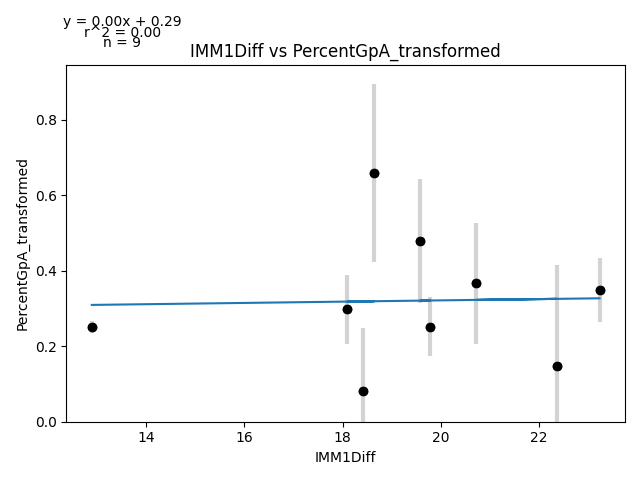 y = 0.00x + 0.29
r^2 = 0.00
n = 9
IMM1Diff vs PercentGpA_transformed
PercentGpA_transformed
0.8
0.6
0.4
0.2
0.0
14 16 18 20 22
IMM1Diff